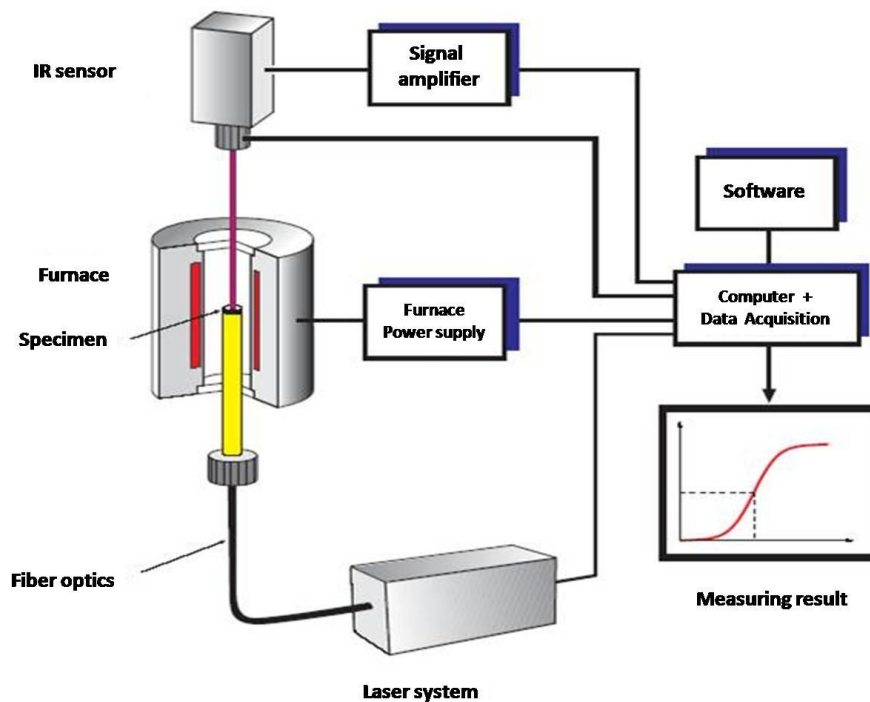 IR sensor
Signal
amplifier
Software
Furnace
Furnace
Power supply
Computer +
Data Acquisition
Specimen
Fiber optics
Measuring result
Laser system